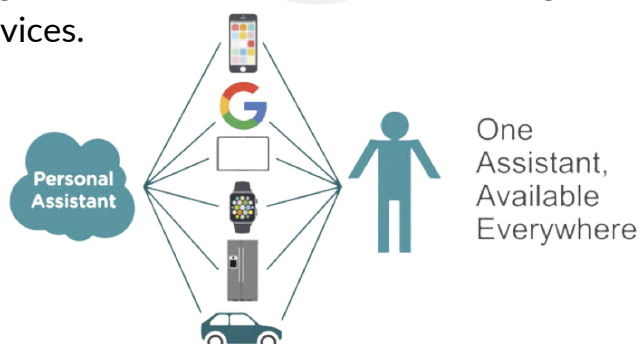 vices.
Personal
Assistant
One
Assistant,
Available
Everywhere